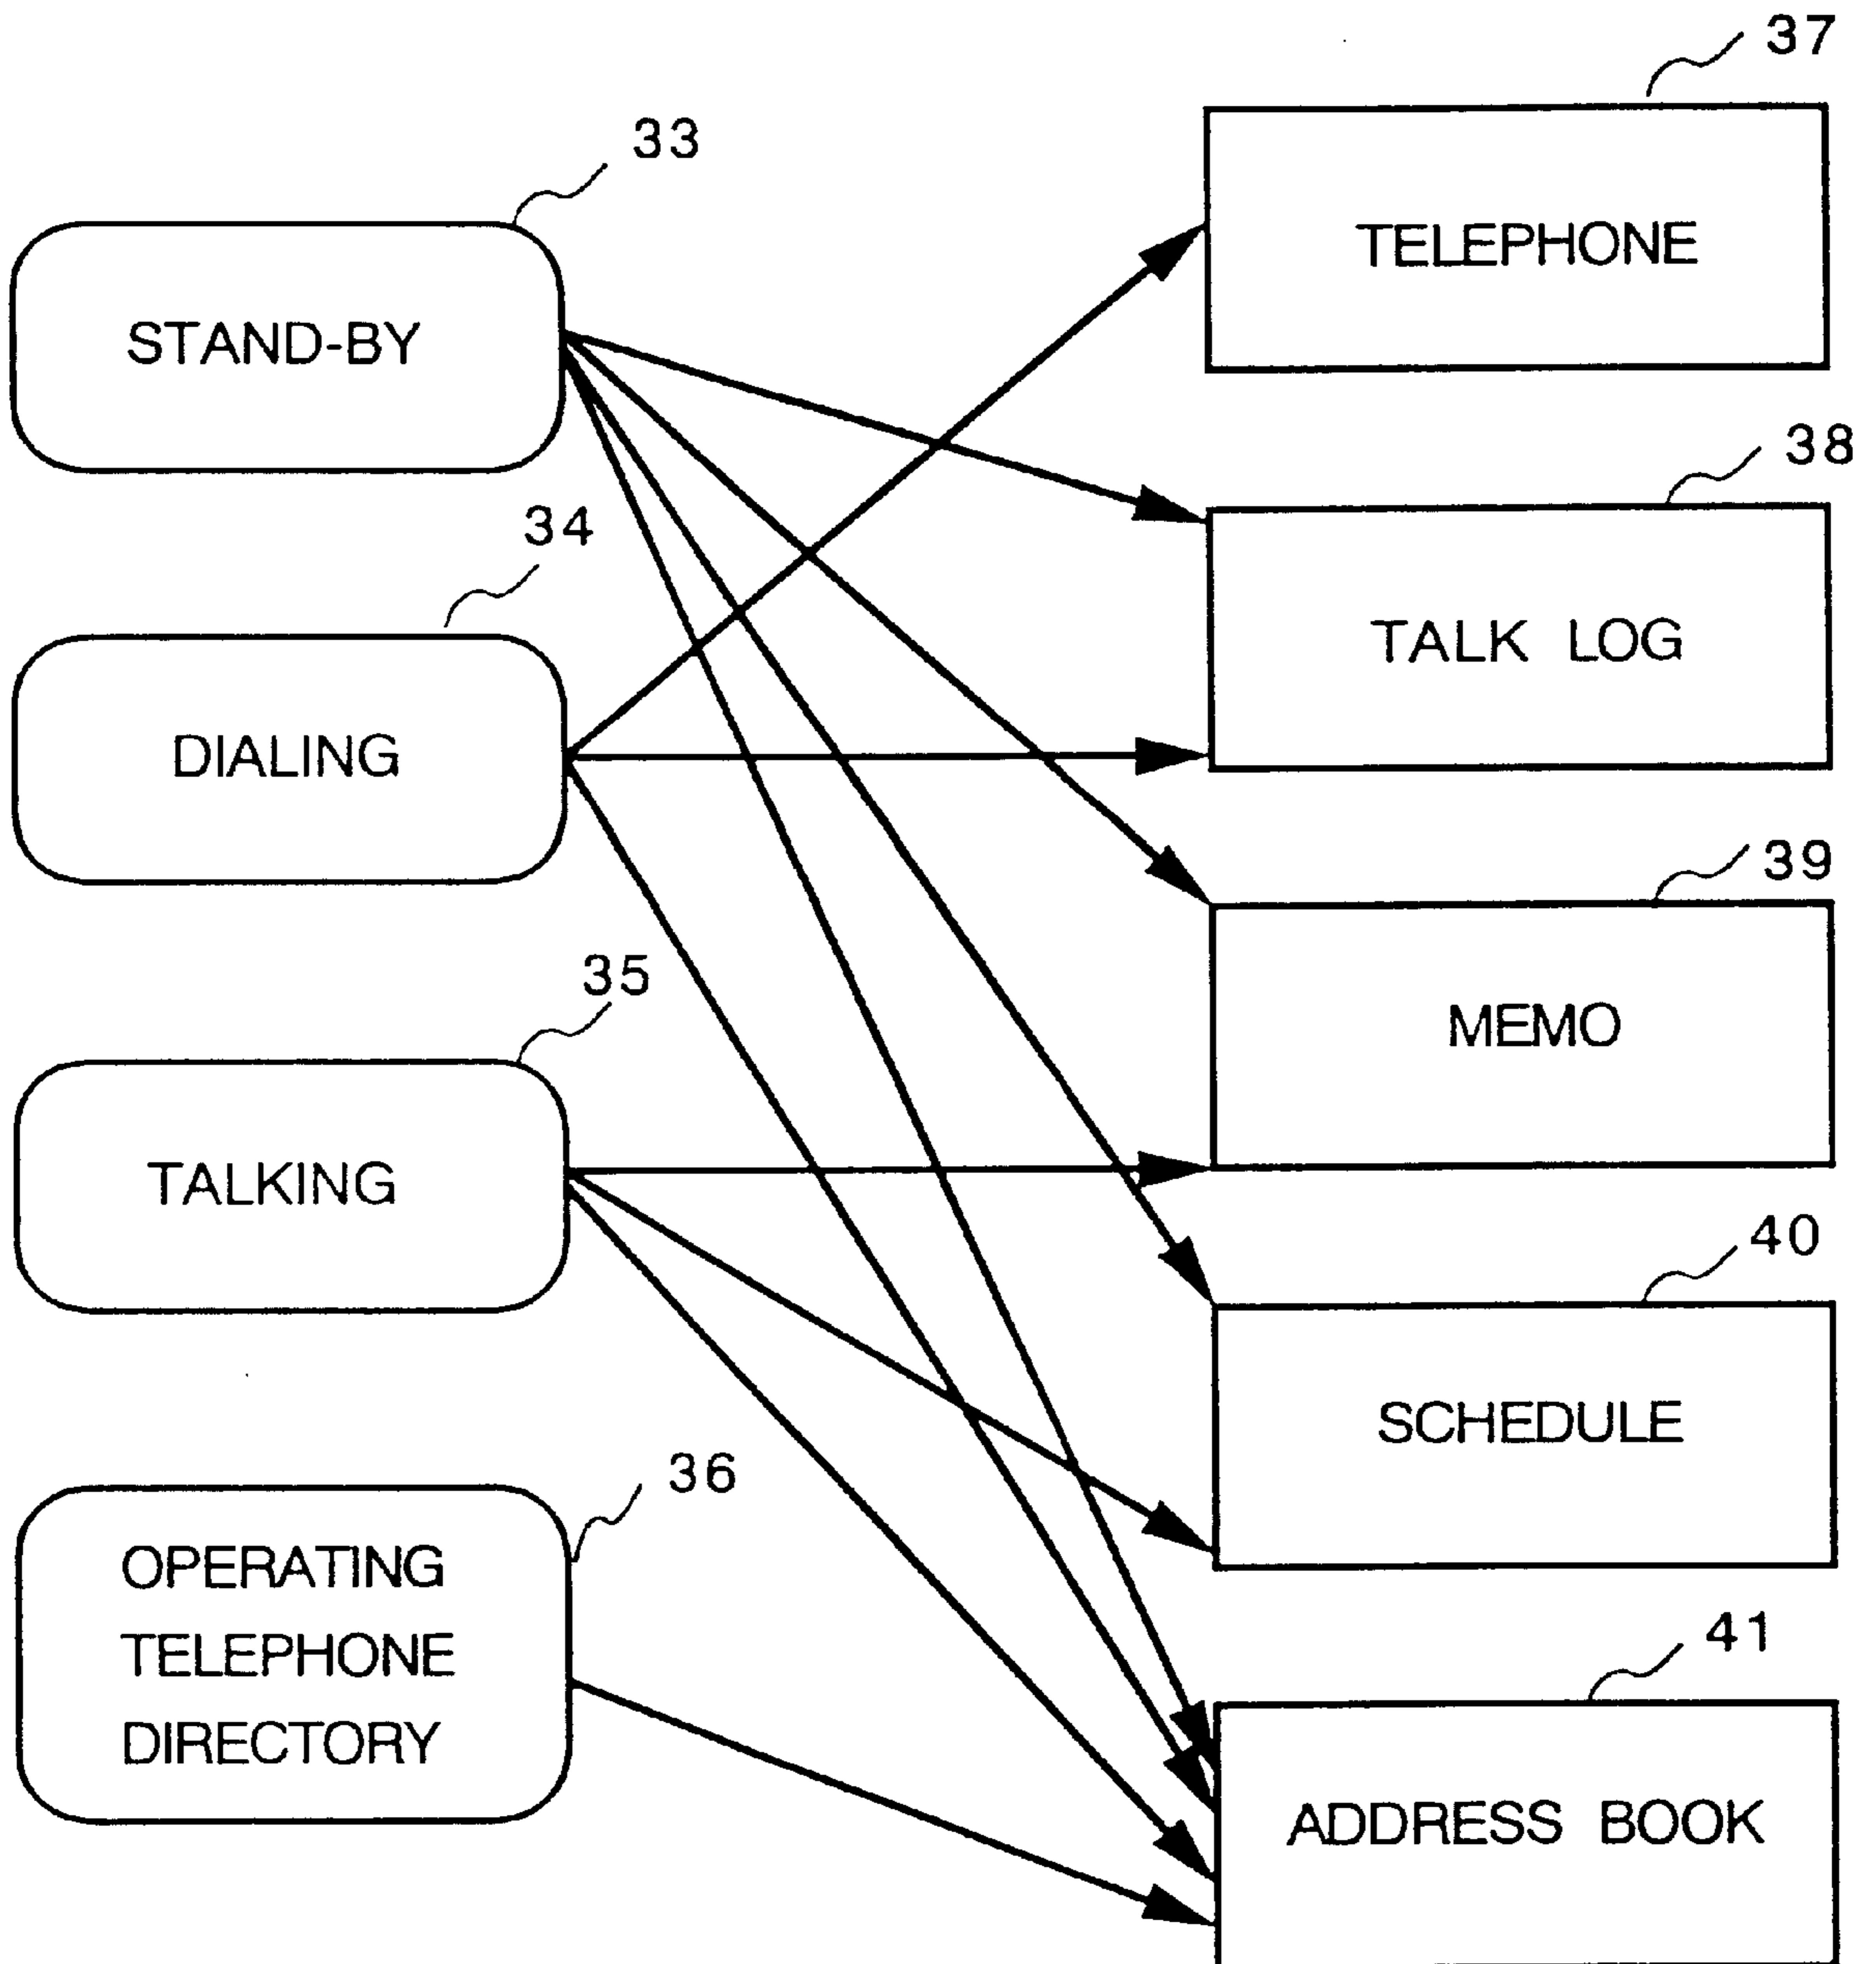 37
33
TELEPHONE
STAND-BY
38
34
TALK LOG
DIALING
39
35
MEMO
TALKING
40
36
SCHEDULE
OPERATING
TELEPHONE
DIRECTORY
41
ADDRESS BOOK